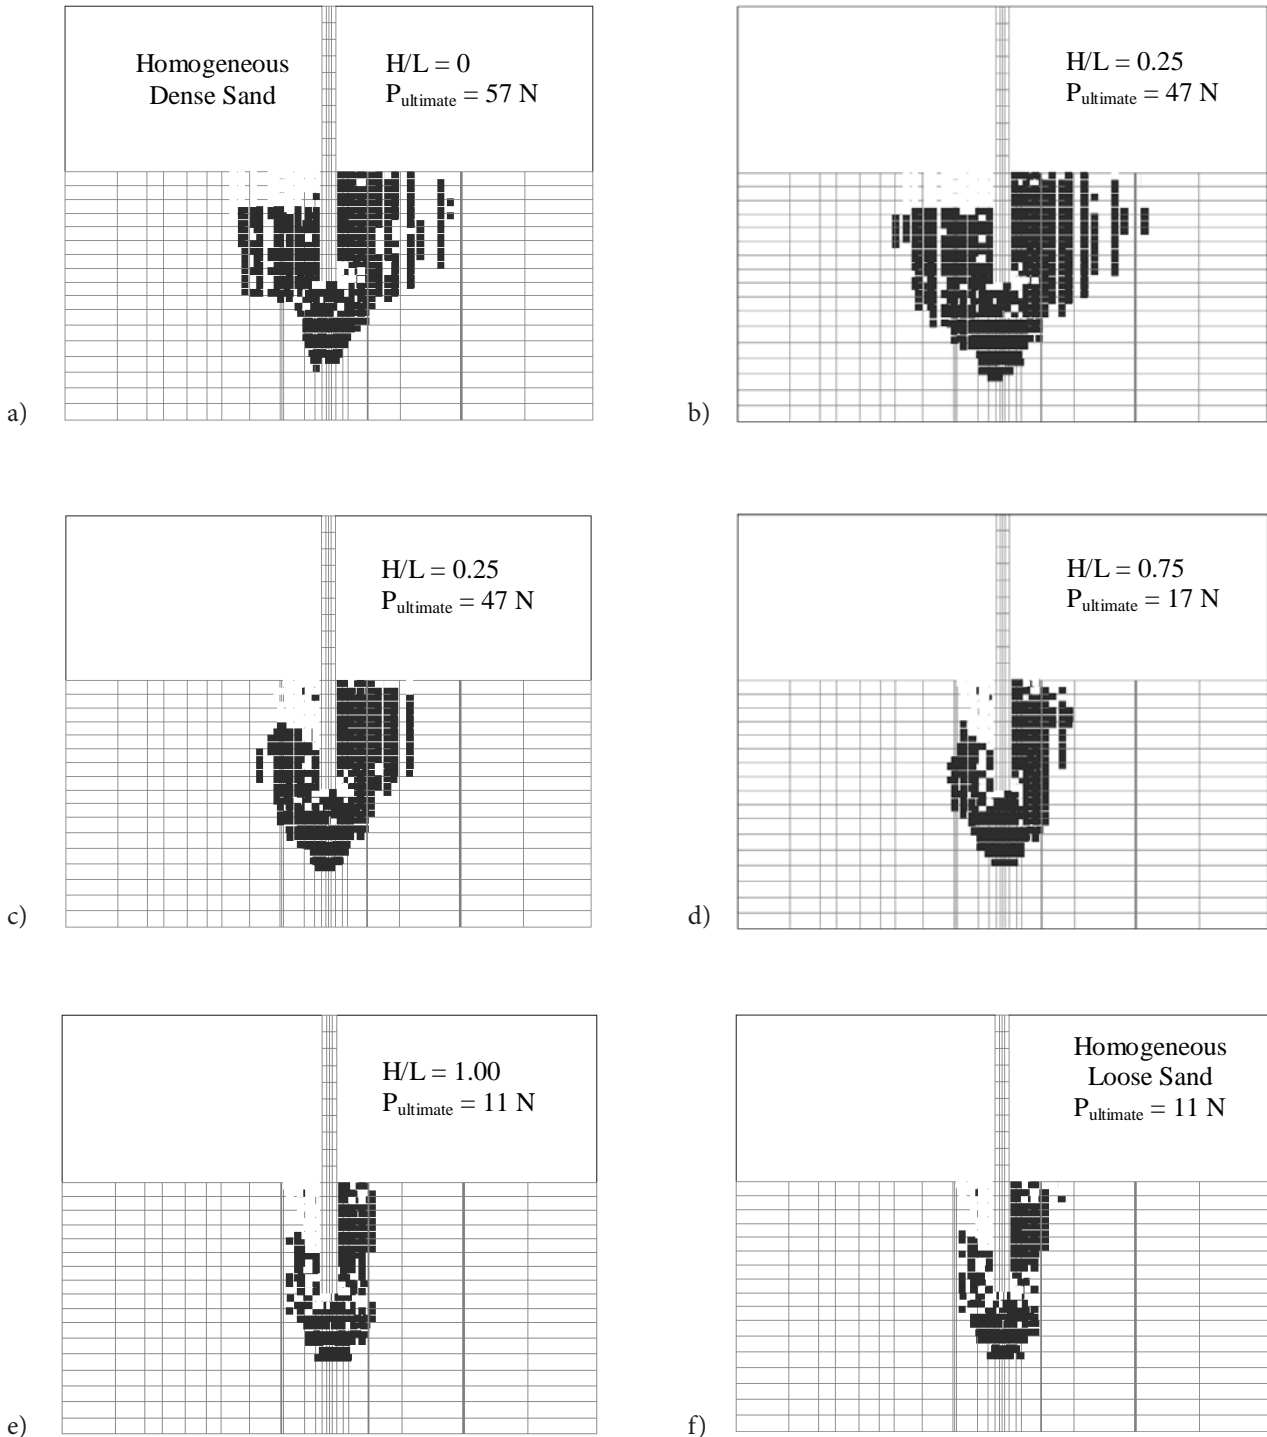 Homogeneous
Dense Sand
H/L = 0
Pultimate = 57 N
a)
H/L = 0.25
Pultimate = 47 N
b)
H/L = 0.25
Pultimate = 47 N
c)
H/L = 0.75
Pultimate = 17 N
d)
H/L = 1.00
Pultimate = 11 N
e)
Homogeneous
Loose Sand
Pultimate = 11 N
f)